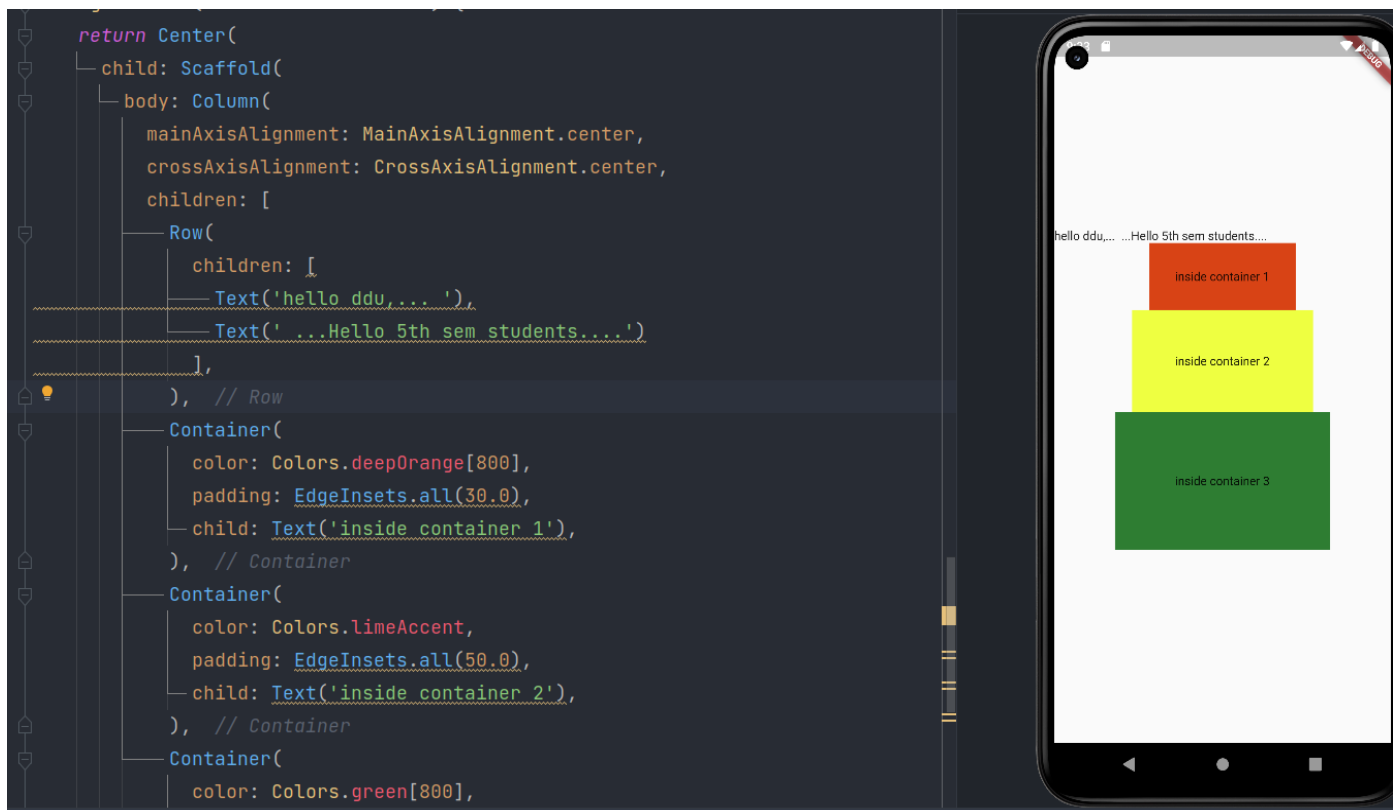 return Center(
child: Scaffold(
body: Column(
mainAxisAlignment: MainAxisAlignment.center,
crossAxisAlignment: CrossAxisAlignment.center,
children: [
Row(
children: [
Text('hello ddu,... '),
Text(' ...Hello 5th sem students....')
],
), // Row
Container(
color: Colors.deepOrange[800],
padding: EdgeInsets.all(30.0),
child: Text('inside container 1'),
), // Container
Container(
color: Colors.limeAccent,
padding: EdgeInsets.all(50.0),
child: Text('inside container 2'),
), // Container
Container(
color: Colors.green[800],
DEBUG
hello ddu,... ...Hello 5th sem students....
inside container 1
inside container 2
inside container 3